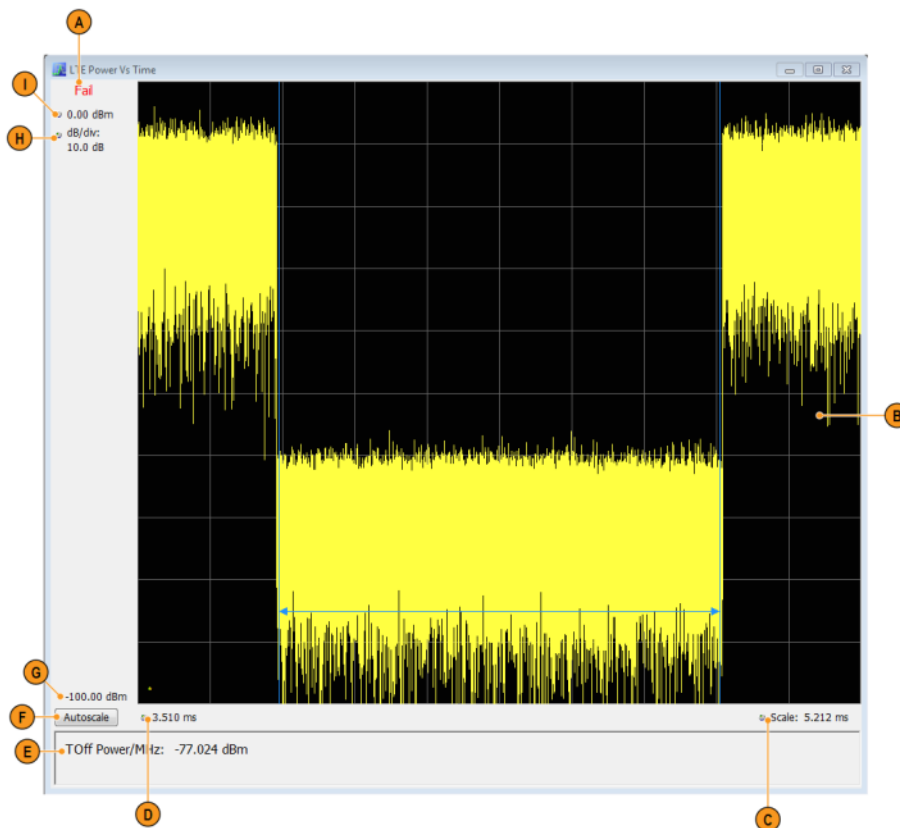 A
LTE Power Vs Time
Fail
I
0.00 dBm
H
dB/div:
10.0 dB
B
G
-100.00 dBm
F
Autoscale
3.510 ms
Scale: 5.212 ms
E
TOff Power/MHz: -77.024 dBm
D
C